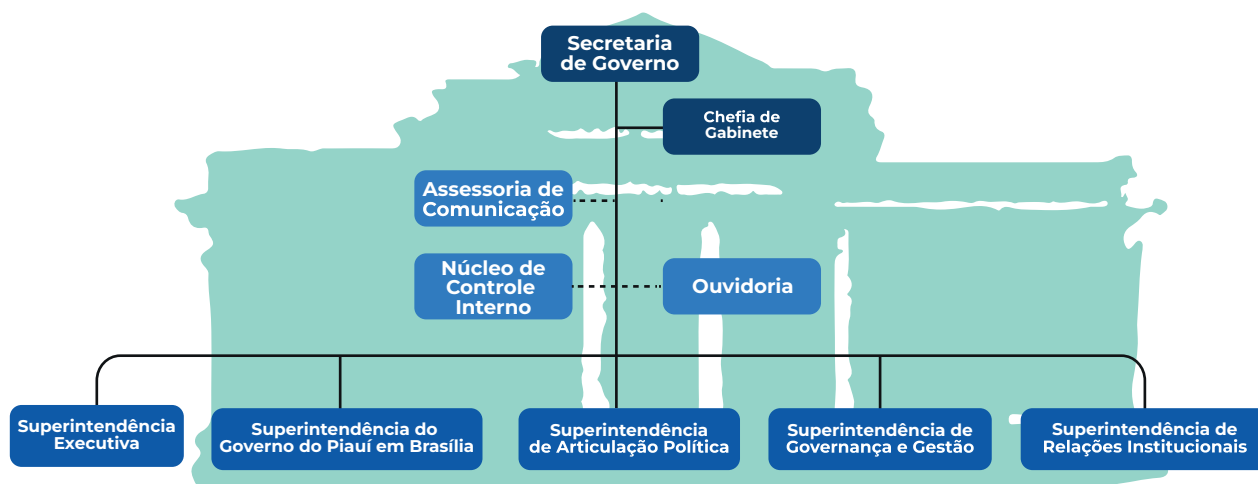 Secretaria
de Governo
Chefia de
Gabinete
Assessoria de
Comunicação
Núcleo de
Controle
Interno
Ouvidoria
Superintendência
Executiva
Superintendência do
Governo do Piauí em Brasília
Superintendência
de Articulação Política
Superintendência de
Governança e Gestão
Superintendência de
Relações Institucionais